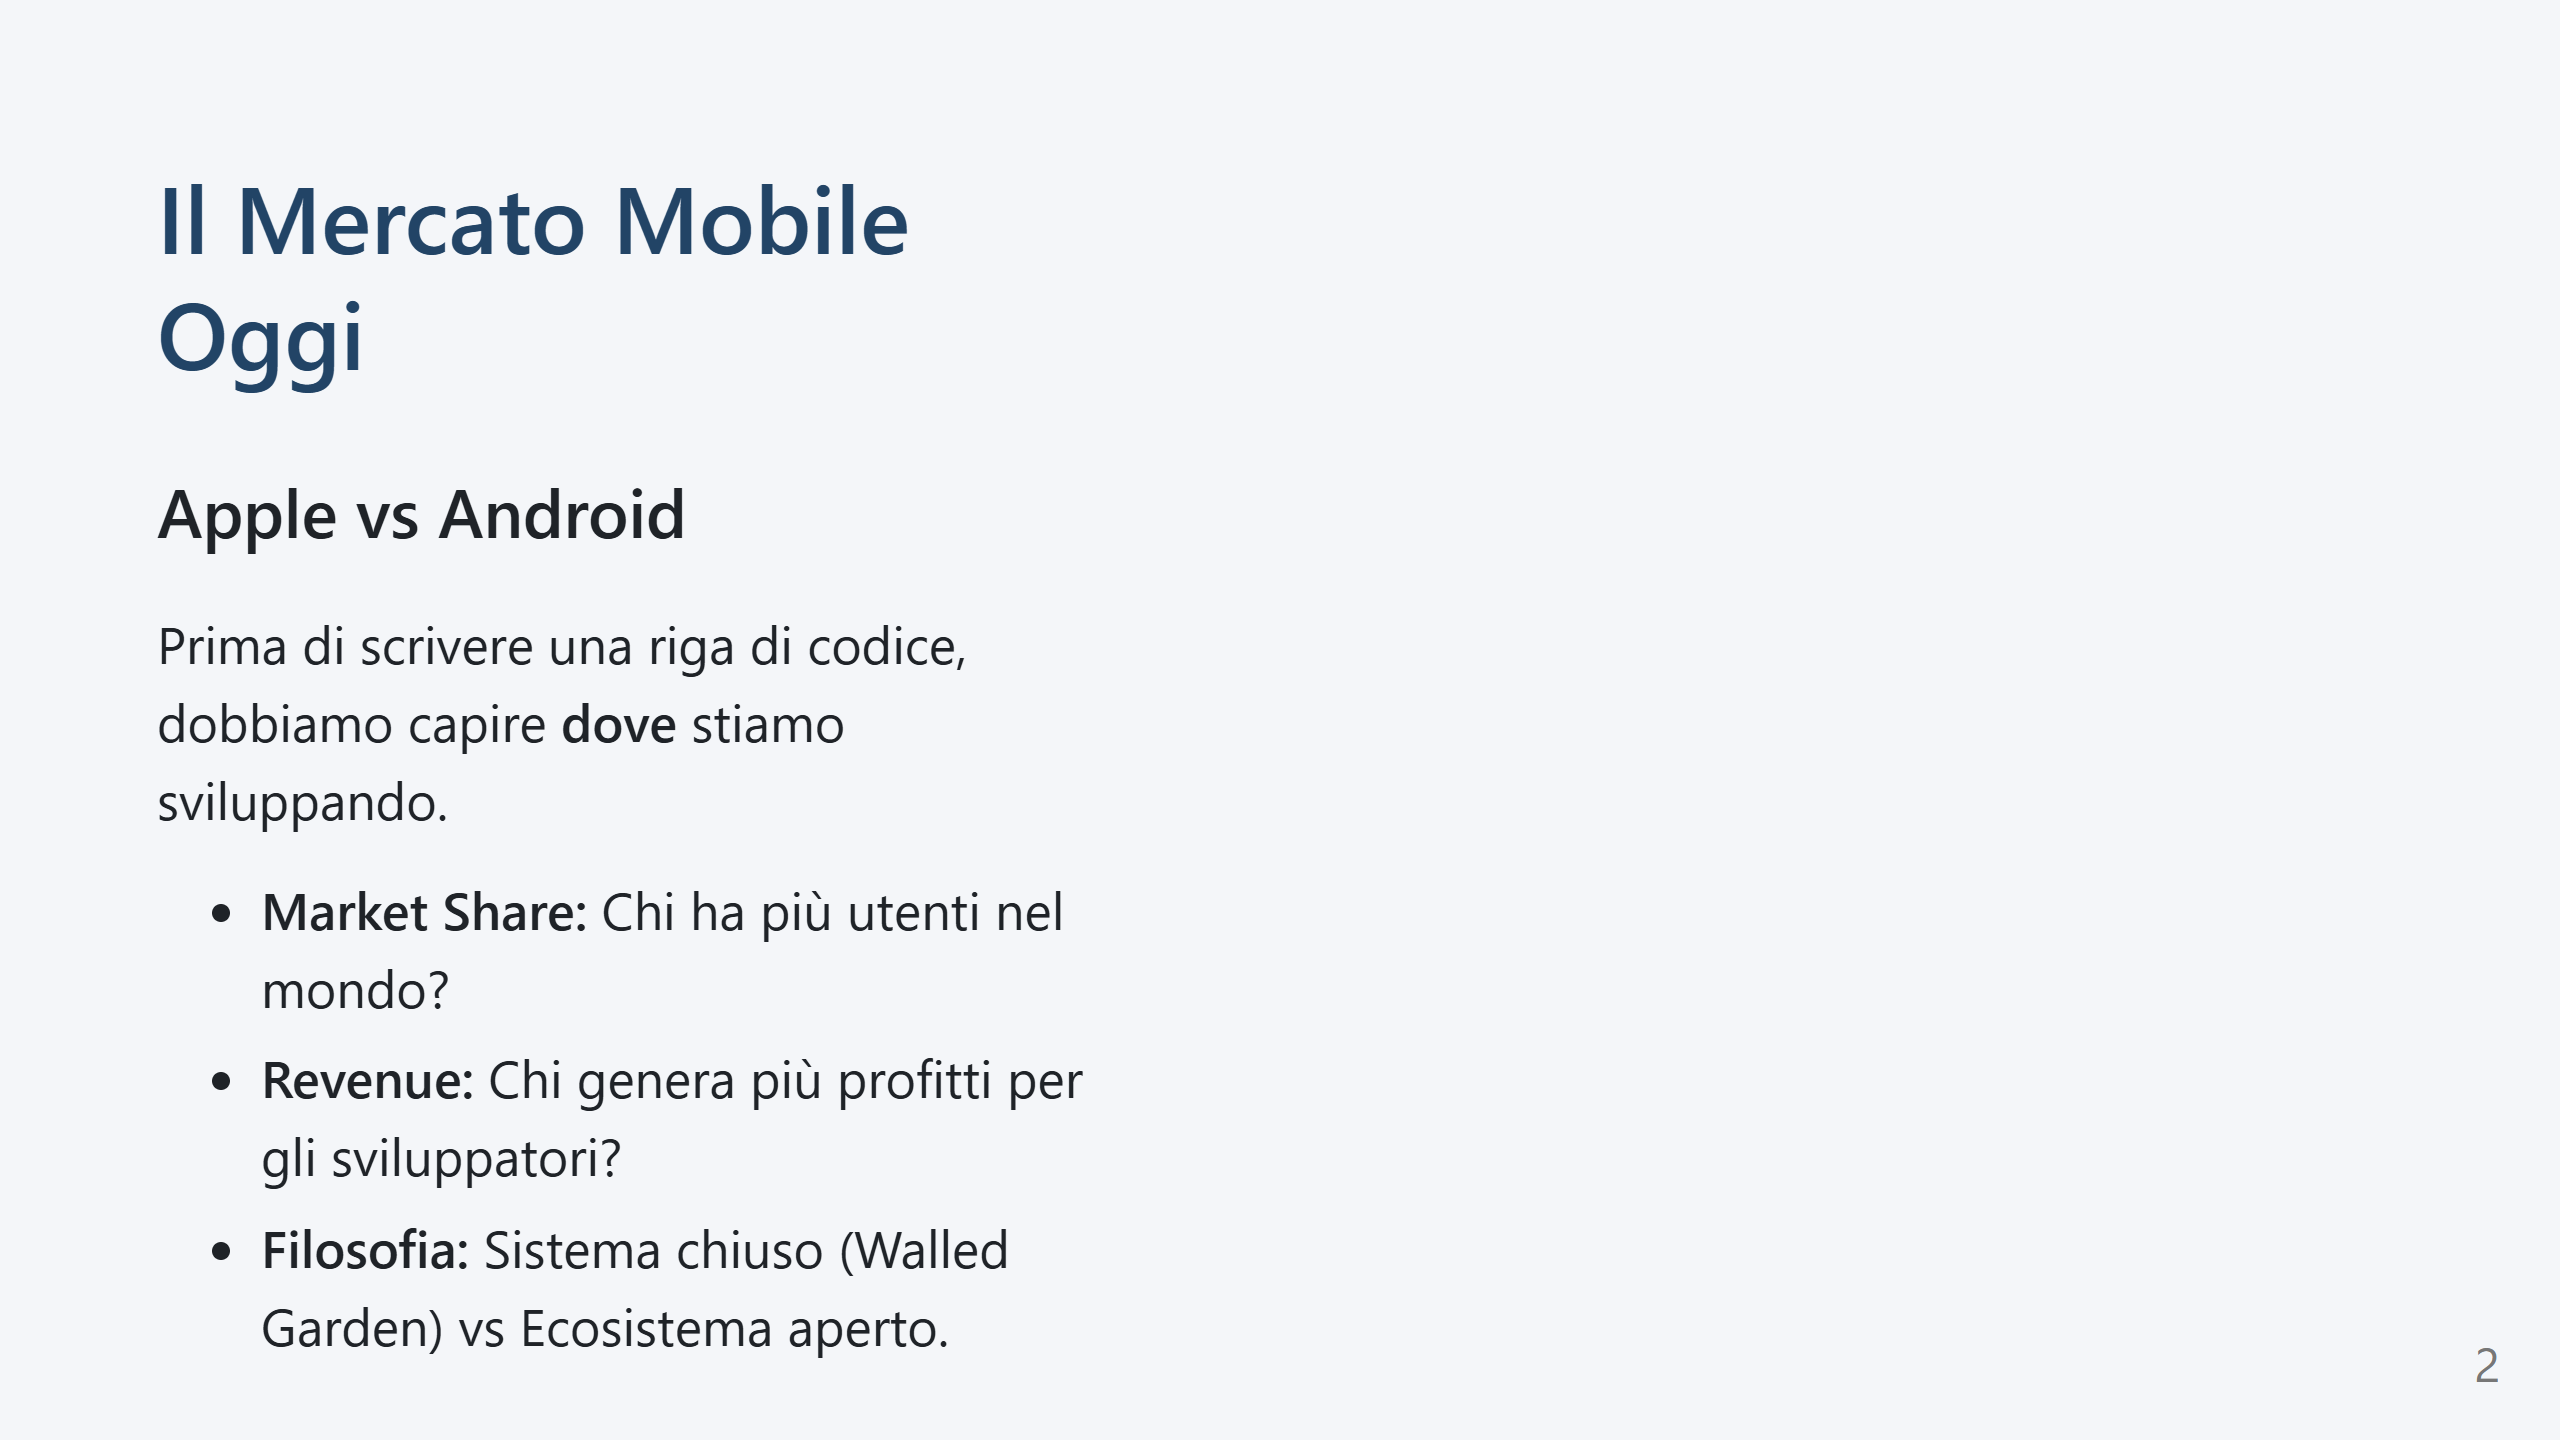 Il Mercato Mobile
Oggi
Apple vs Android
Prima di scrivere una riga di codice,
dobbiamo capire dove stiamo
sviluppando.
• Market Share: Chi ha più utenti nel
mondo?
• Revenue: Chi genera più profitti per
gli sviluppatori?
• Filosofia: Sistema chiuso (Walled
Garden) vs Ecosistema aperto.
2